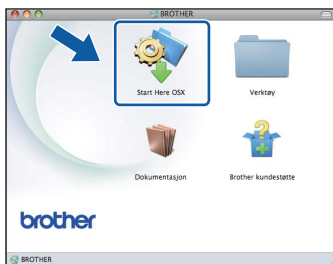 BROTHER
Start Here OSX
Verktøy
Dokumentasjon
Brother kundestøtte
brother
BROTHER